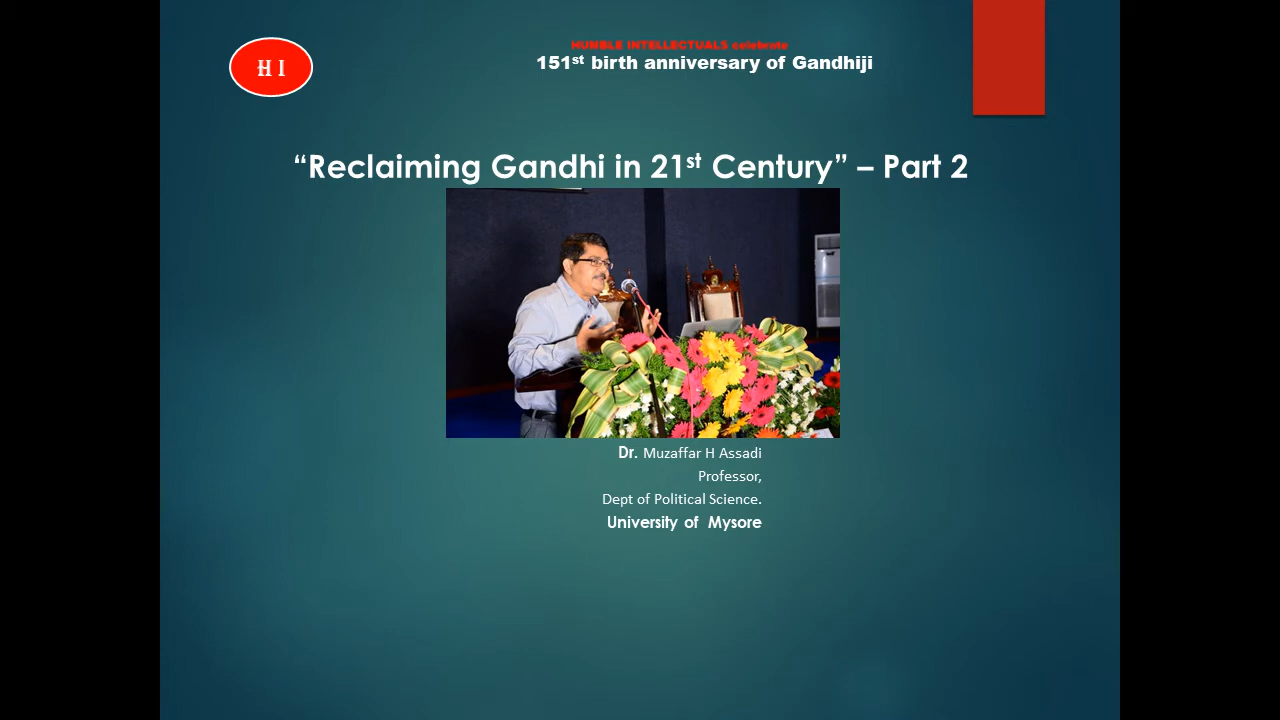 H I
HUMBLE INTELLECTUALS celebrate
151st birth anniversary of Gandhiji
“Reclaiming Gandhi in 21st Century” – Part 2
Dr. Muzaffar H Assadi
Professor,
Dept of Political Science.
University of Mysore